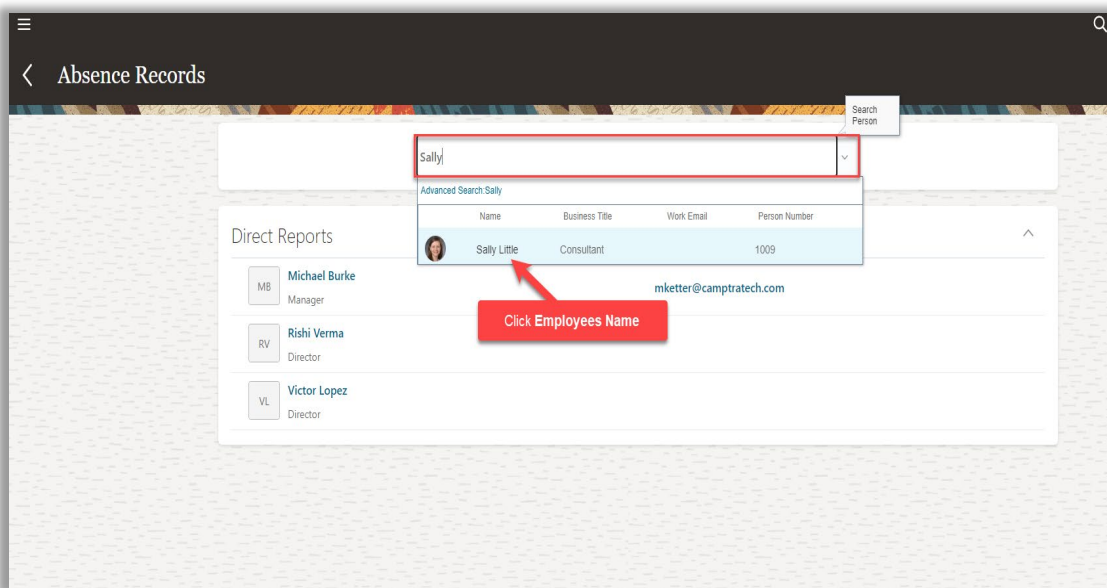 Absence Records
Search
Person
Sally
Advanced Search:Sally
Name Business Title Work Email Person Number
Sally Little Consultant 1009
Direct Reports
MB Michael Burke
Manager mketter@camptratech.com
Click Employees Name
RV Rishi Verma
Director
VL Victor Lopez
Director